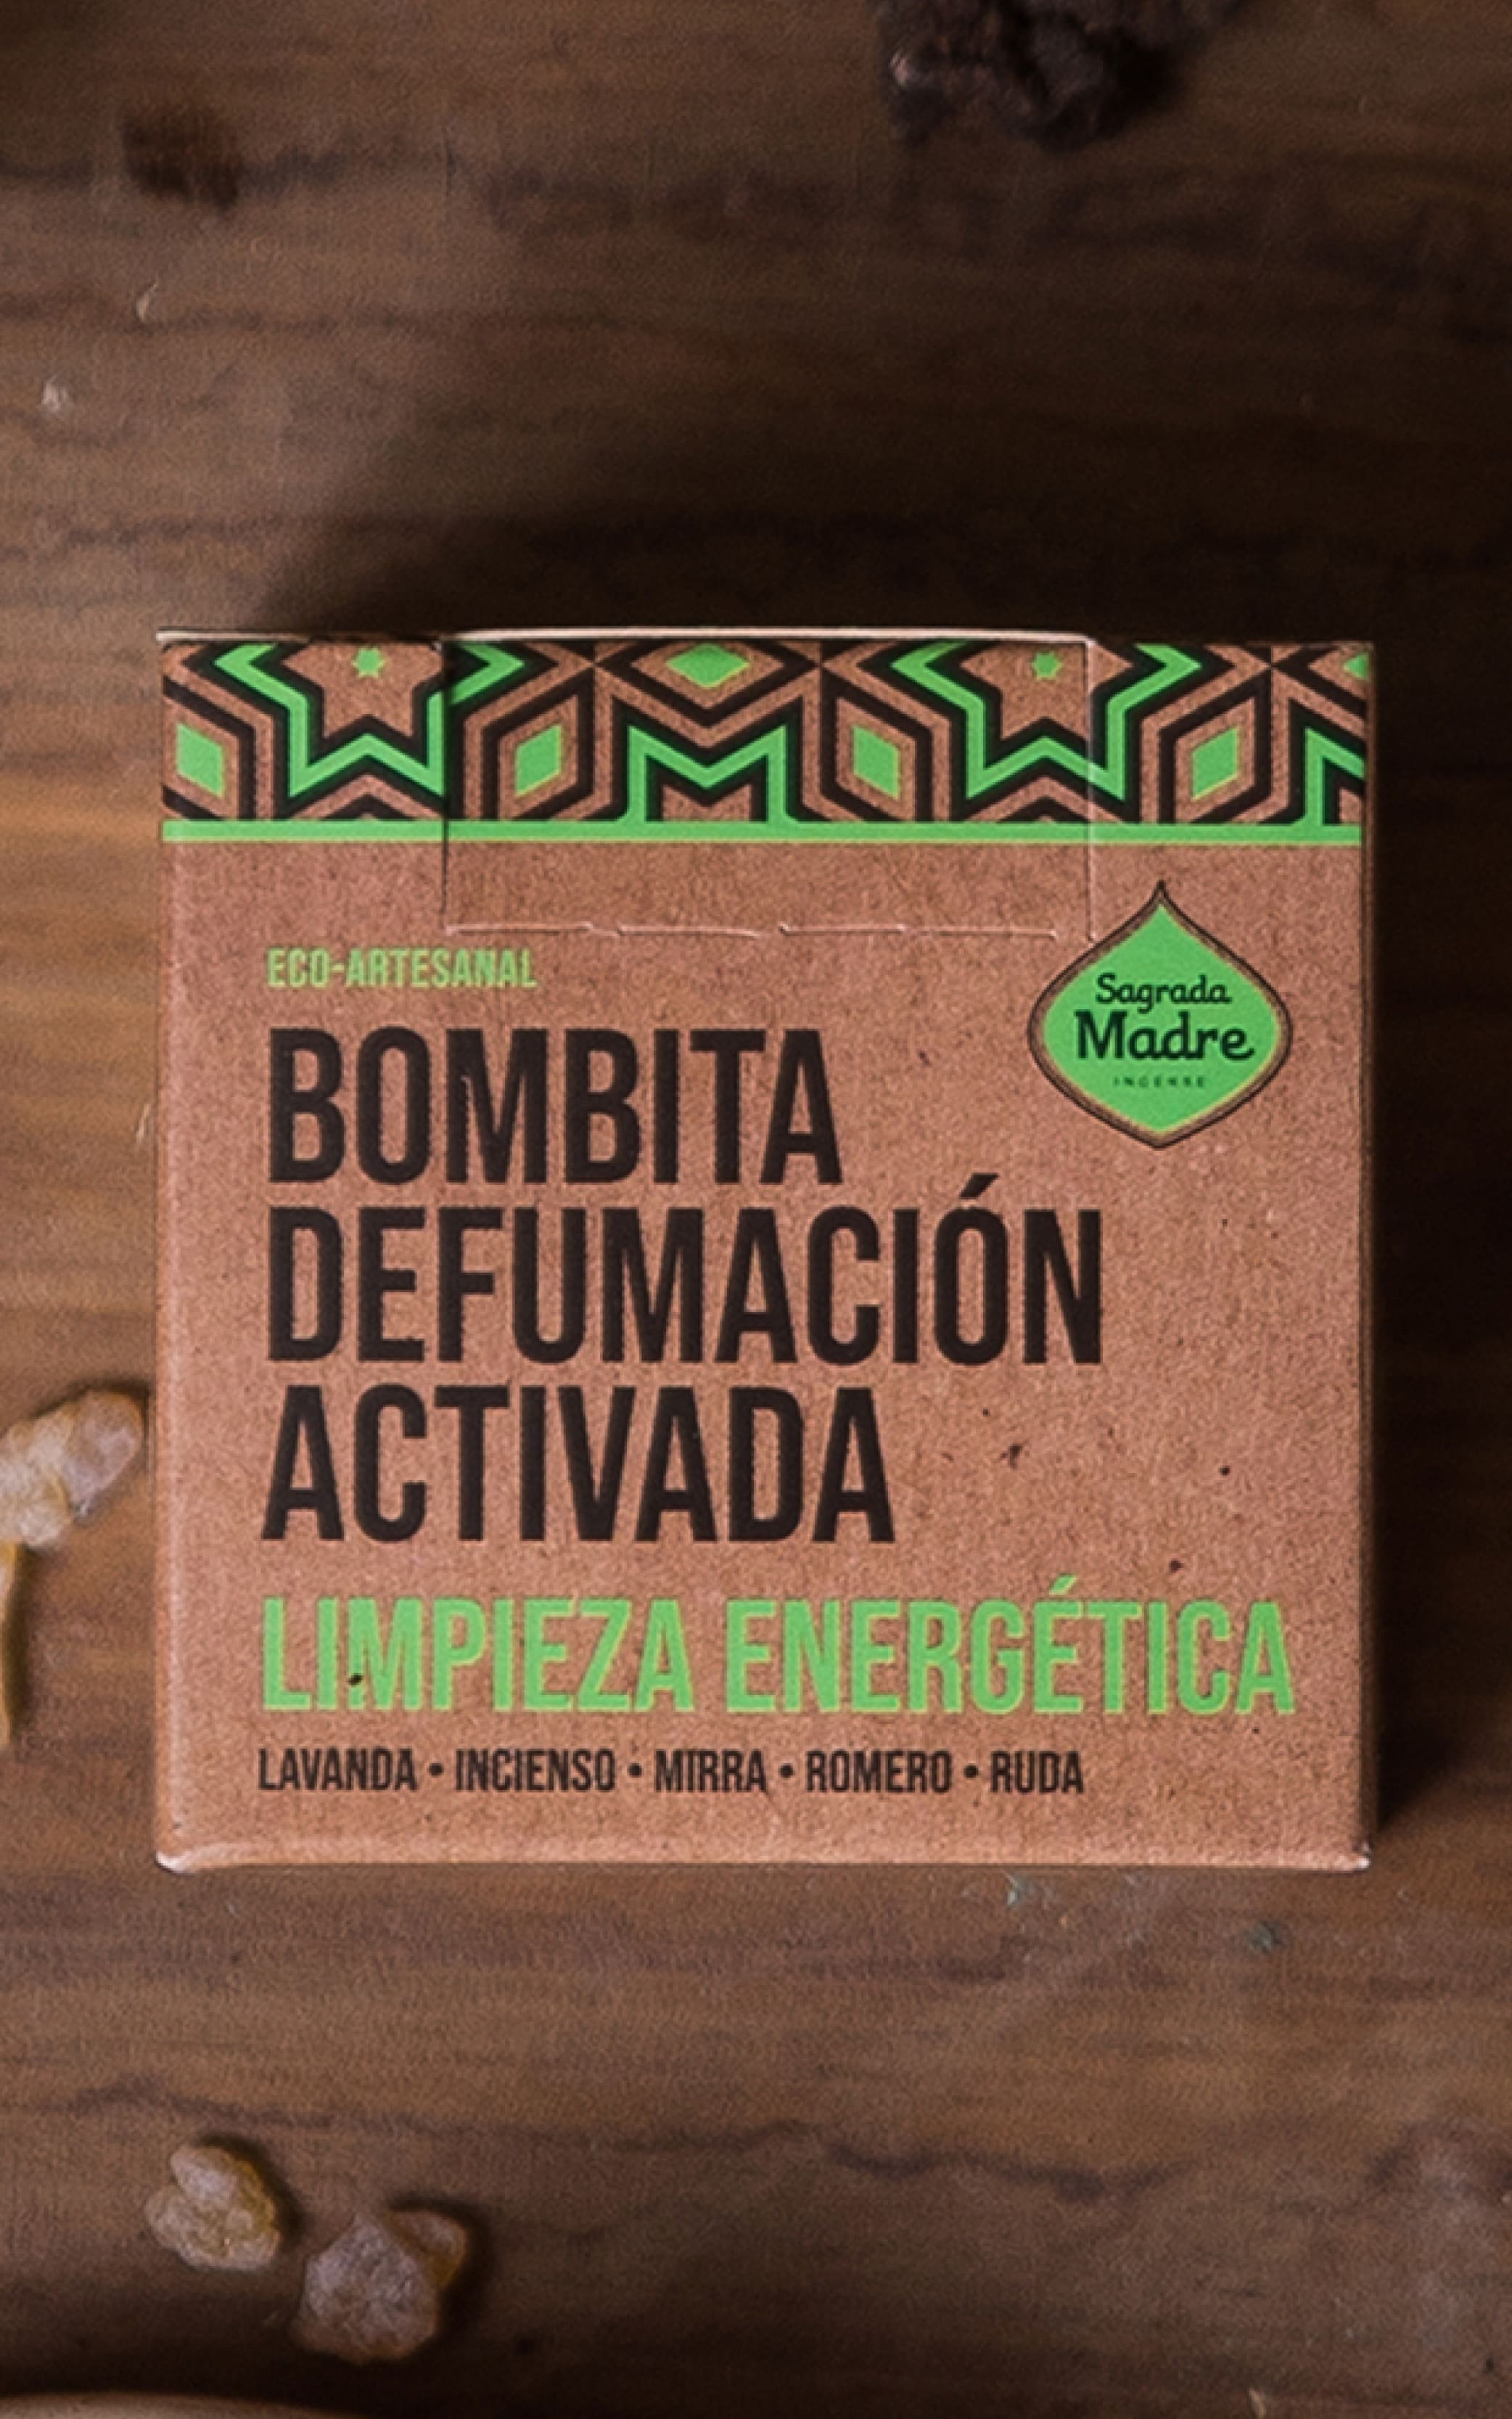 ECO-ARTESANAL
Sagrada
Madre
INCENSE
BOMBITA
DEFUMACIÓN
ACTIVADA
LIMPIEZA ENERGÉTICA
LAVANDA • INCIENSO • MIRRA • ROMERO • RUDA